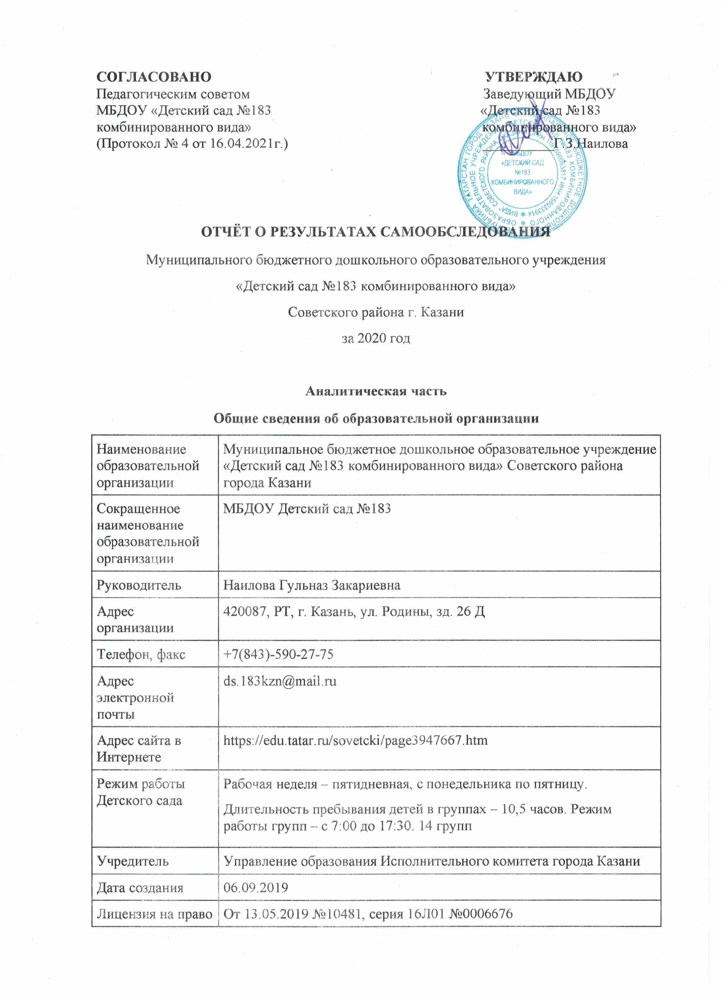 СОГЛАСОВАНО
Педагогическим советом
МБДОУ «Детский сад №183
комбинированного вида»
(Протокол № 4 от 16.04.2021г.)
УТВЕРЖДАЮ
Заведующий МБДОУ
«Детский сад №183
комбинированного вида»
__________Г.З.Наилова
МБДОУ
«ДЕТСКИЙ САД
№183
КОМБИНИРОВАННОГО
ВИДА»
ОТЧЁТ О РЕЗУЛЬТАТАХ САМООБСЛЕДОВАНИЯ
Муниципального бюджетного дошкольного образовательного учреждения
«Детский сад №183 комбинированного вида»
Советского района г. Казани
за 2020 год
Аналитическая часть
Общие сведения об образовательной организации
Наименование
образовательной
организации
Муниципальное бюджетное дошкольное образовательное учреждение
«Детский сад №183 комбинированного вида» Советского района
города Казани
Сокращенное
наименование
образовательной
организации
МБДОУ Детский сад №183
Руководитель
Наилова Гульназ Закариевна
Адрес
организации
420087, РТ, г. Казань, ул. Родины, зд. 26 Д
Телефон, факс
+7(843)-590-27-75
Адрес
электронной
почты
ds.183kzn@mail.ru
Адрес сайта в
Интернете
https://edu.tatar.ru/sovetcki/page3947667.htm
Режим работы
Детского сада
Рабочая неделя – пятидневная, с понедельника по пятницу.
Длительность пребывания детей в группах – 10,5 часов. Режим
работы групп – с 7:00 до 17:30. 14 групп
Учредитель
Управление образования Исполнительного комитета города Казани
Дата создания
06.09.2019
Лицензия на право
От 13.05.2019 №10481, серия 16Л01 №0006676